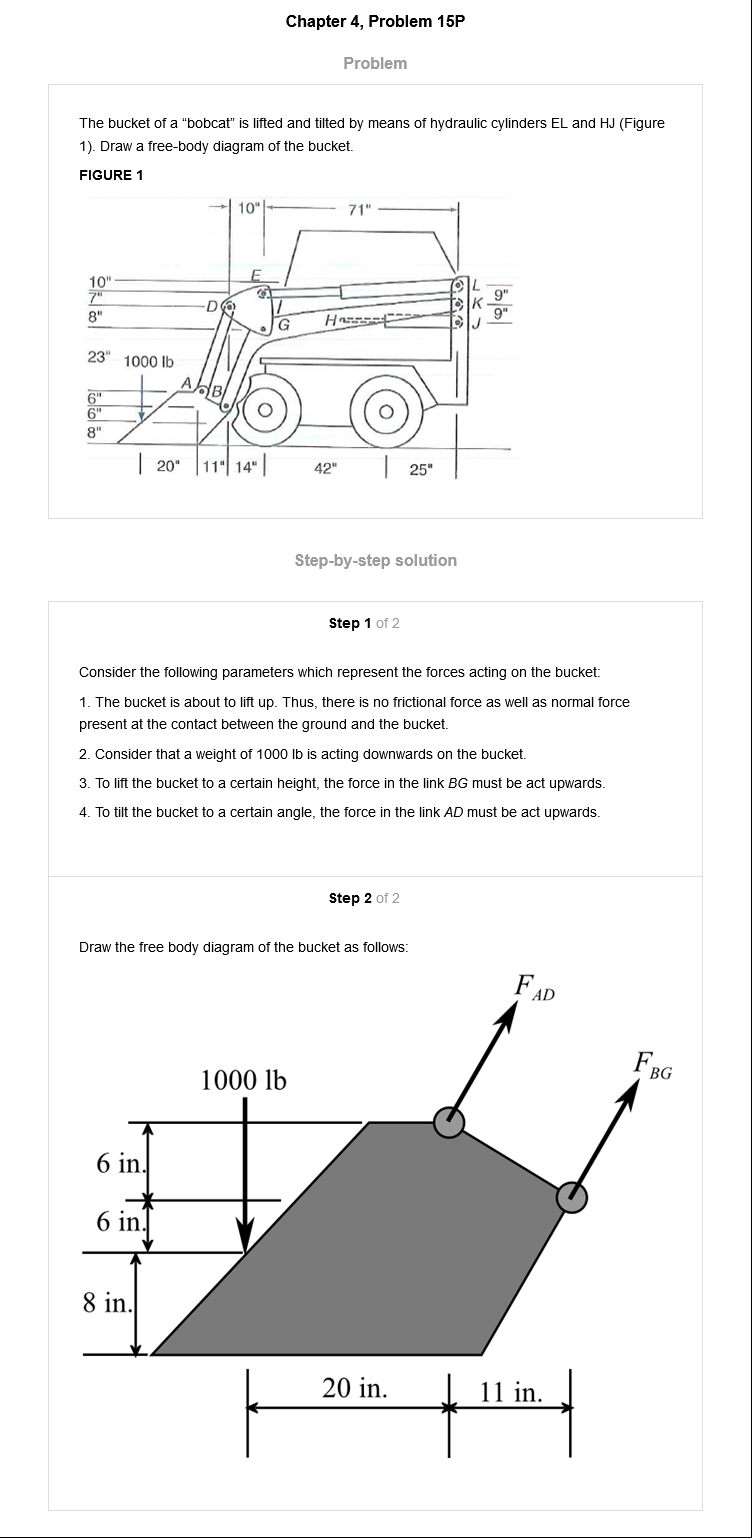 Chapter 4, Problem 15P
Problem
The bucket of a “bobcat” is lifted and tilted by means of hydraulic cylinders EL and HJ (Figure
1). Draw a free-body diagram of the bucket.
FIGURE 1
10"
71"
E
10"
7"
8"
D
I
G
H
L
K
J
9"
9"
23"
1000 lb
A
B
6"
6"
8"
20"
11"
14"
42"
25"
Step-by-step solution
Step 1 of 2
Consider the following parameters which represent the forces acting on the bucket:
1. The bucket is about to lift up. Thus, there is no frictional force as well as normal force
present at the contact between the ground and the bucket.
2. Consider that a weight of 1000 lb is acting downwards on the bucket.
3. To lift the bucket to a certain height, the force in the link BG must be act upwards.
4. To tilt the bucket to a certain angle, the force in the link AD must be act upwards.
Step 2 of 2
Draw the free body diagram of the bucket as follows:
F AD
F BG
1000 lb
6 in.
6 in.
8 in.
20 in.
11 in.